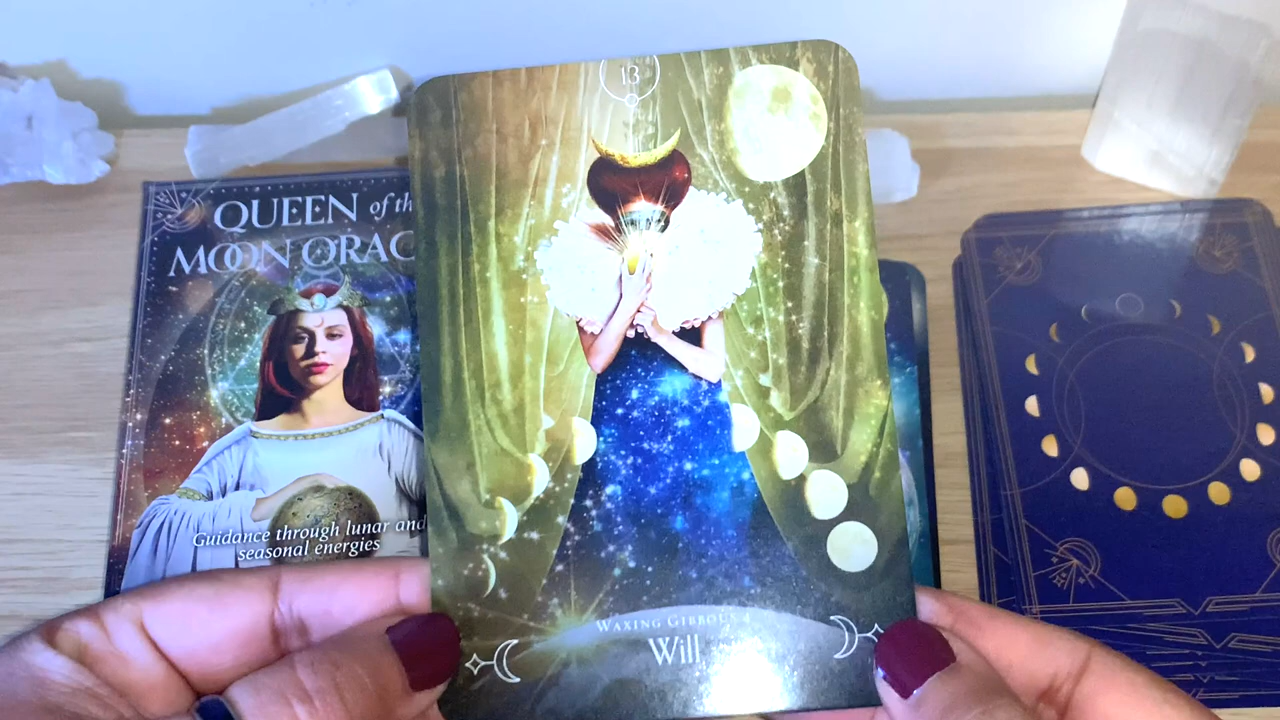 QUEEN of th
MOON ORAC
Guidance through lunar and
seasonal energies
13
WAXING GIBBOUS
Will